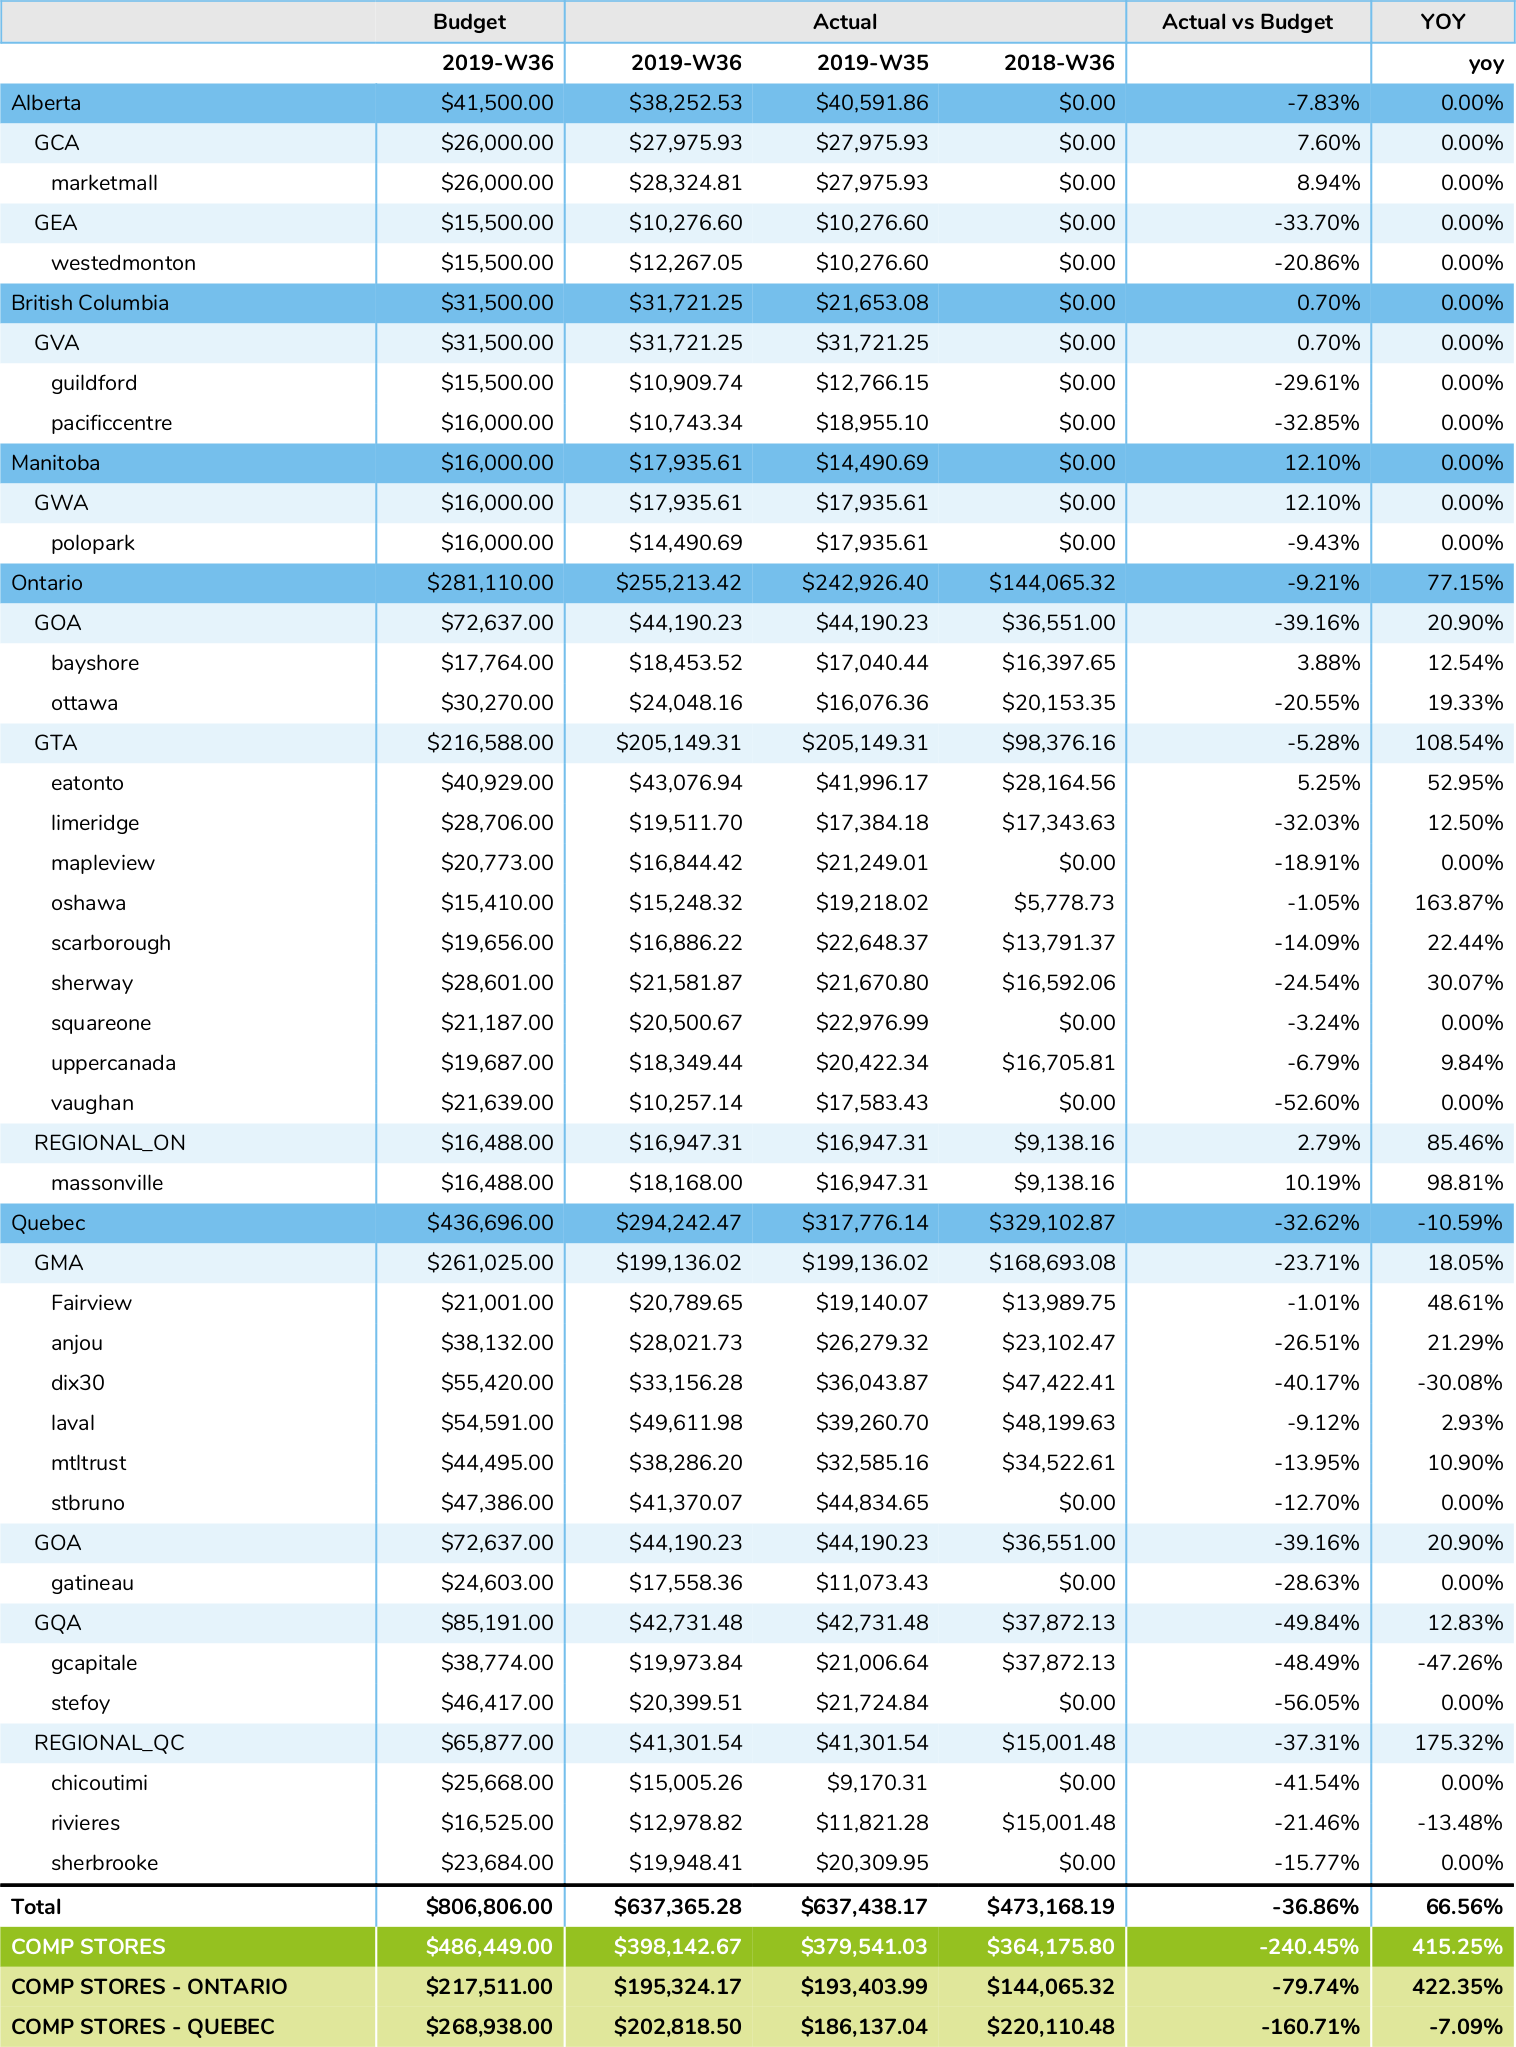 Budget Actual Actual vs Budget YOY
2019-W36 2019-W36 2019-W35 2018-W36 yoy
Alberta $41,500.00 $38,252.53 $40,591.86 $0.00 -7.83% 0.00%
GCA $26,000.00 $27,975.93 $27,975.93 $0.00 7.60% 0.00%
marketmall $26,000.00 $28,324.81 $27,975.93 $0.00 8.94% 0.00%
GEA $15,500.00 $10,276.60 $10,276.60 $0.00 -33.70% 0.00%
westedmonton $15,500.00 $12,267.05 $10,276.60 $0.00 -20.86% 0.00%
British Columbia $31,500.00 $31,721.25 $21,653.08 $0.00 0.70% 0.00%
GVA $31,500.00 $31,721.25 $31,721.25 $0.00 0.70% 0.00%
guildford $15,500.00 $10,909.74 $12,766.15 $0.00 -29.61% 0.00%
pacificcentre $16,000.00 $10,743.34 $18,955.10 $0.00 -32.85% 0.00%
Manitoba $16,000.00 $17,935.61 $14,490.69 $0.00 12.10% 0.00%
GWA $16,000.00 $17,935.61 $17,935.61 $0.00 12.10% 0.00%
polopark $16,000.00 $14,490.69 $17,935.61 $0.00 -9.43% 0.00%
Ontario $281,110.00 $255,213.42 $242,926.40 $144,065.32 -9.21% 77.15%
GOA $72,637.00 $44,190.23 $44,190.23 $36,551.00 -39.16% 20.90%
bayshore $17,764.00 $18,453.52 $17,040.44 $16,397.65 3.88% 12.54%
ottawa $30,270.00 $24,048.16 $16,076.36 $20,153.35 -20.55% 19.33%
GTA $216,588.00 $205,149.31 $205,149.31 $98,376.16 -5.28% 108.54%
eatonto $40,929.00 $43,076.94 $41,996.17 $28,164.56 5.25% 52.95%
limeridge $28,706.00 $19,511.70 $17,384.18 $17,343.63 -32.03% 12.50%
mapleview $20,773.00 $16,844.42 $21,249.01 $0.00 -18.91% 0.00%
oshawa $15,410.00 $15,248.32 $19,218.02 $5,778.73 -1.05% 163.87%
scarborough $19,656.00 $16,886.22 $22,648.37 $13,791.37 -14.09% 22.44%
sherway $28,601.00 $21,581.87 $21,670.80 $16,592.06 -24.54% 30.07%
squareone $21,187.00 $20,500.67 $22,976.99 $0.00 -3.24% 0.00%
uppercanada $19,687.00 $18,349.44 $20,422.34 $16,705.81 -6.79% 9.84%
vaughan $21,639.00 $10,257.14 $17,583.43 $0.00 -52.60% 0.00%
REGIONAL_ON $16,488.00 $16,947.31 $16,947.31 $9,138.16 2.79% 85.46%
massonville $16,488.00 $18,168.00 $16,947.31 $9,138.16 10.19% 98.81%
Quebec $436,696.00 $294,242.47 $317,776.14 $329,102.87 -32.62% -10.59%
GMA $261,025.00 $199,136.02 $199,136.02 $168,693.08 -23.71% 18.05%
Fairview $21,001.00 $20,789.65 $19,140.07 $13,989.75 -1.01% 48.61%
anjou $38,132.00 $28,021.73 $26,279.32 $23,102.47 -26.51% 21.29%
dix30 $55,420.00 $33,156.28 $36,043.87 $47,422.41 -40.17% -30.08%
laval $54,591.00 $49,611.98 $39,260.70 $48,199.63 -9.12% 2.93%
mtltrust $44,495.00 $38,286.20 $32,585.16 $34,522.61 -13.95% 10.90%
stbruno $47,386.00 $41,370.07 $44,834.65 $0.00 -12.70% 0.00%
GOA $72,637.00 $44,190.23 $44,190.23 $36,551.00 -39.16% 20.90%
gatineau $24,603.00 $17,558.36 $11,073.43 $0.00 -28.63% 0.00%
GQA $85,191.00 $42,731.48 $42,731.48 $37,872.13 -49.84% 12.83%
gcapitale $38,774.00 $19,973.84 $21,006.64 $37,872.13 -48.49% -47.26%
stefoy $46,417.00 $20,399.51 $21,724.84 $0.00 -56.05% 0.00%
REGIONAL_QC $65,877.00 $41,301.54 $41,301.54 $15,001.48 -37.31% 175.32%
chicoutimi $25,668.00 $15,005.26 $9,170.31 $0.00 -41.54% 0.00%
rivieres $16,525.00 $12,978.82 $11,821.28 $15,001.48 -21.46% -13.48%
sherbrooke $23,684.00 $19,948.41 $20,309.95 $0.00 -15.77% 0.00%
Total $806,806.00 $637,365.28 $637,438.17 $473,168.19 -36.86% 66.56%
COMP STORES $486,449.00 $398,142.67 $379,541.03 $364,175.80 -240.45% 415.25%
COMP STORES - ONTARIO $217,511.00 $195,324.17 $193,403.99 $144,065.32 -79.74% 422.35%
COMP STORES - QUEBEC $268,938.00 $202,818.50 $186,137.04 $220,110.48 -160.71% -7.09%